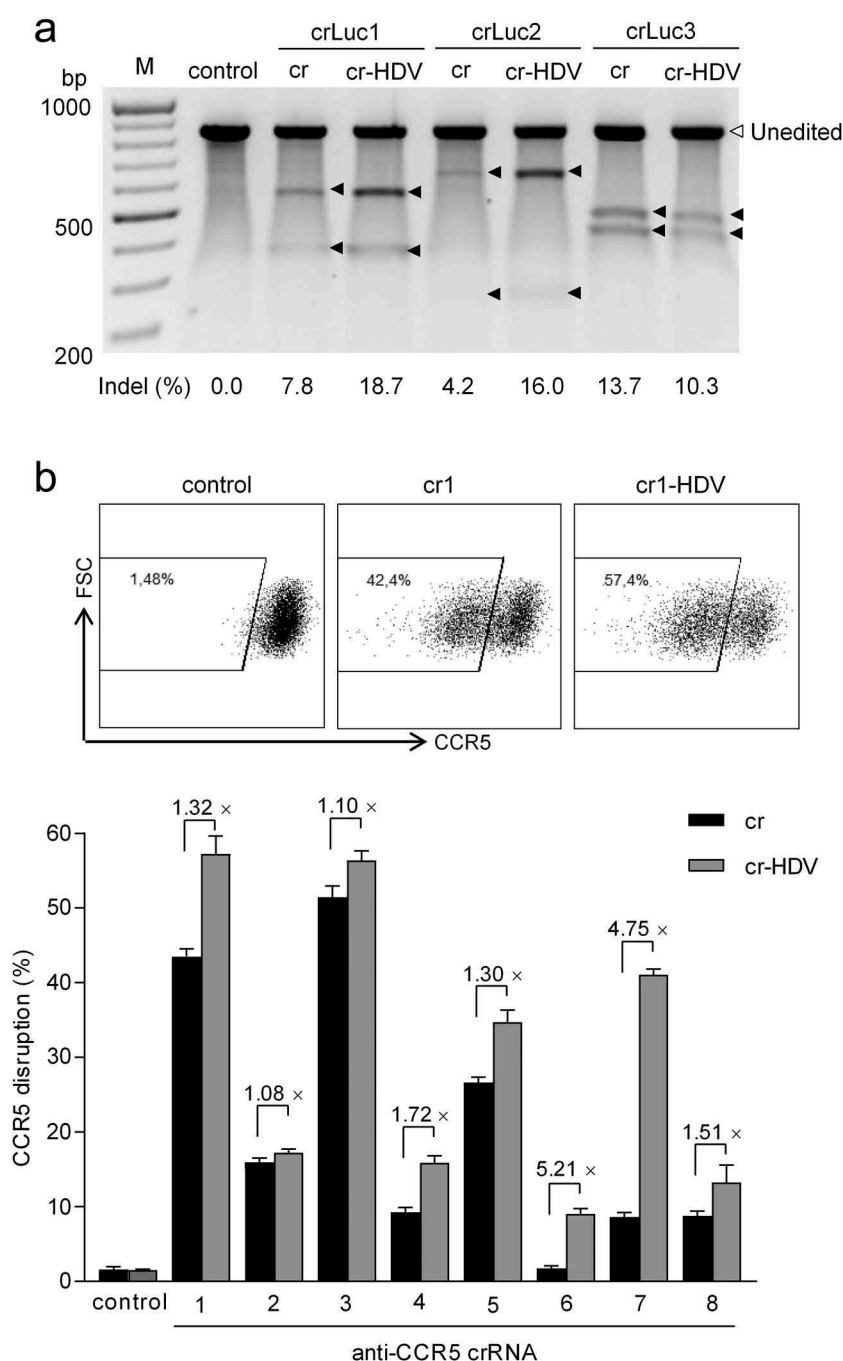 a
crLuc1 crLuc2 crLuc3
bp M control cr cr-HDV cr cr-HDV cr cr-HDV
1000
Unedited
500
200
Indel (%) 0.0 7.8 18.7 4.2 16.0 13.7 10.3
b
control cr1 cr1-HDV
FSC
1,48% 42,4% 57,4%
CCR5
1.32 × 1.10 ×
cr
cr-HDV
4.75 ×
1.30 ×
1.08 × 1.72 × 1.51 ×
5.21 ×
CCR5 disruption (%)
60
50
40
30
20
10
0
control 1 2 3 4 5 6 7 8
anti-CCR5 crRNA